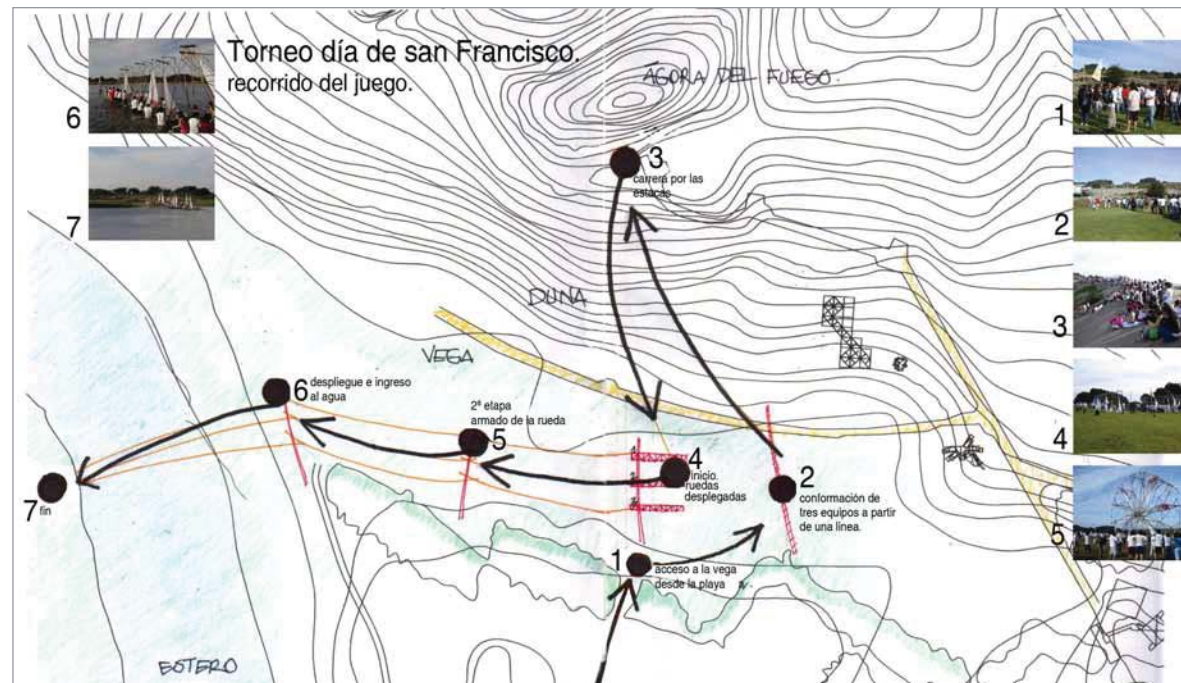 Torneo día de san Francisco.
recorrido del juego.
6
7
AGORA DEL FUEGO.
3
carrera por las
estacas
DUNA
VEGA
6
despliegue e ingreso
al agua
2ª etapa
armado de la rueda
5
4
inicio.
ruedas
desplegadas
2
conformación de
tres equipos a partir
de una línea.
7 fin
1
acceso a la vega
desde la playa
ESTERO
1
2
3
4
5